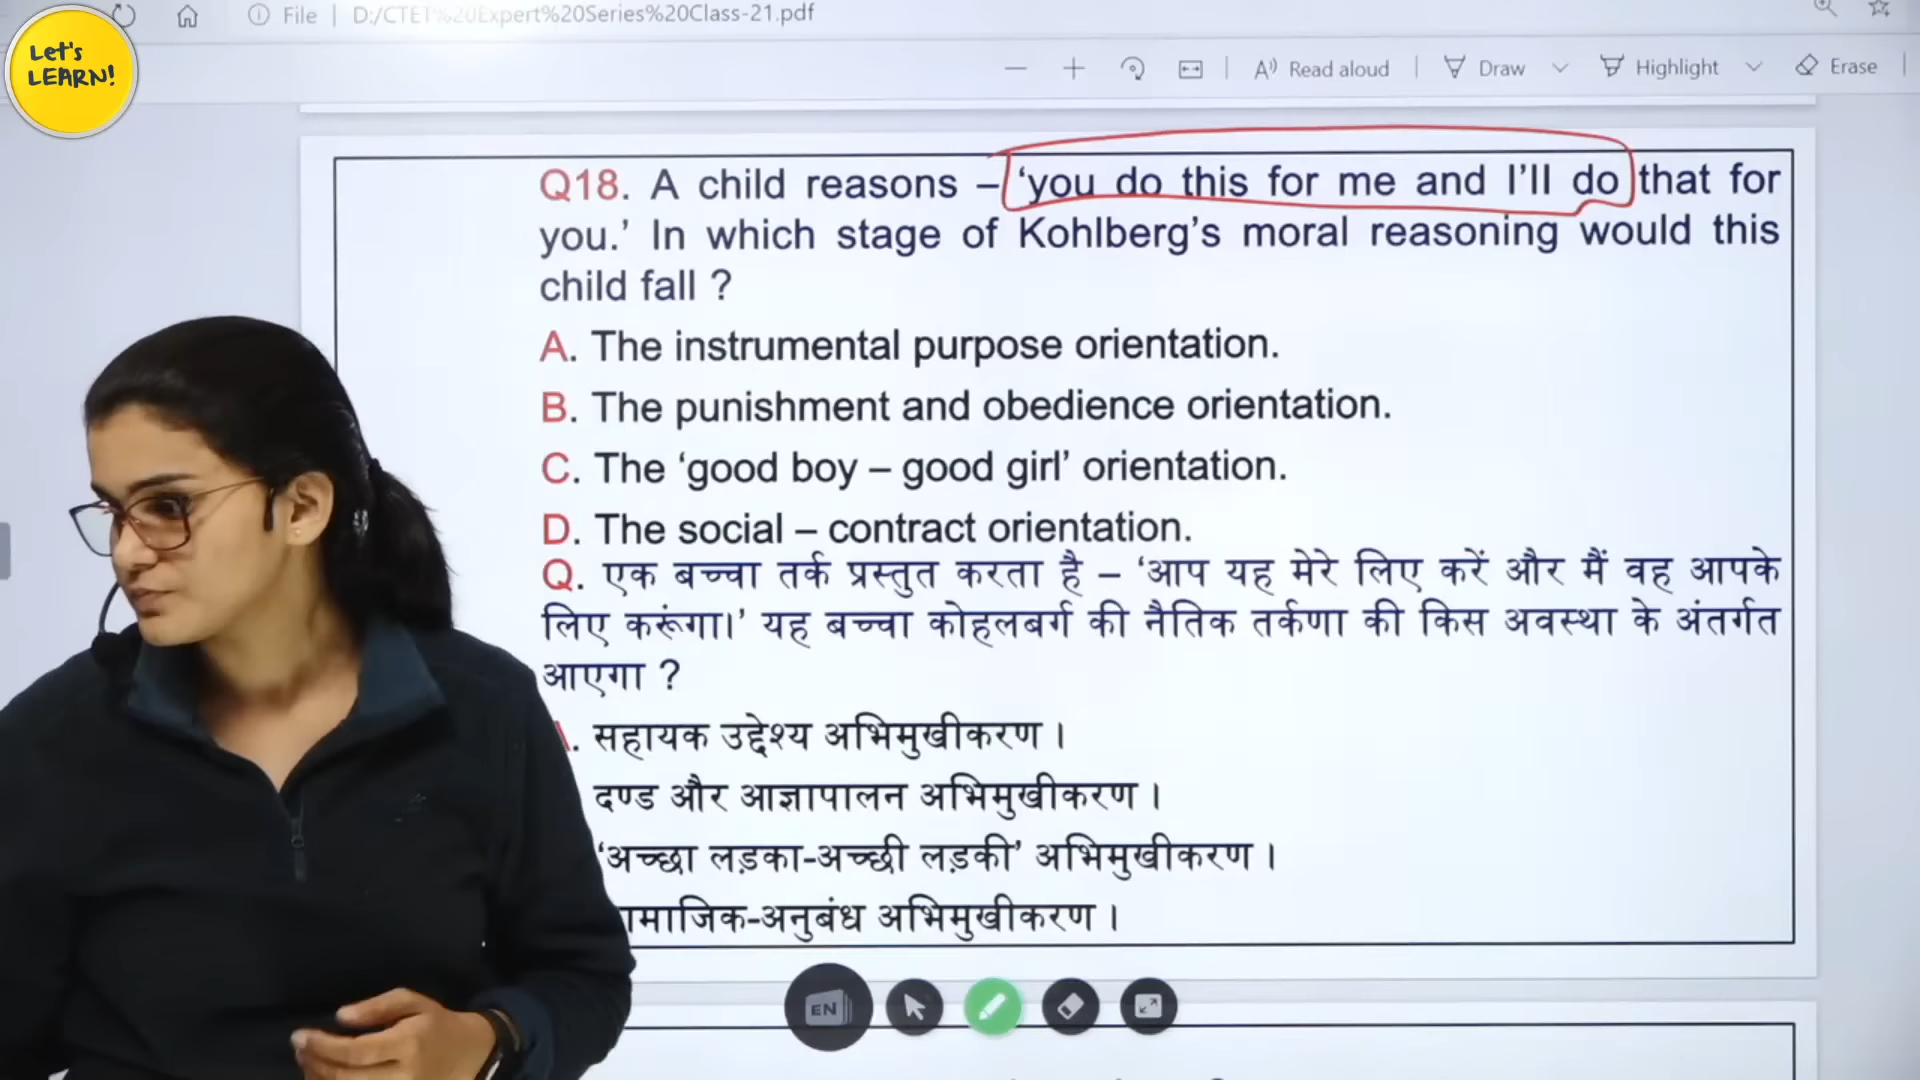 File | D:/CTET%20Expert%20Series%20Class-21.pdf
Let's
LEARN!
Read aloud
Draw
Highlight
Erase
Q18. A child reasons – ‘you do this for me and I’ll do that for
you.’ In which stage of Kohlberg’s moral reasoning would this
child fall ?
A. The instrumental purpose orientation.
B. The punishment and obedience orientation.
C. The ‘good boy – good girl’ orientation.
D. The social – contract orientation.
Q. एक बच्चा तर्क प्रस्तुत करता है – ‘आप यह मेरे लिए करें और मैं वह आपके
लिए करूंगा।’ यह बच्चा कोहलबर्ग की नैतिक तर्कणा की किस अवस्था के अंतर्गत
आएगा ?
. सहायक उद्देश्य अभिमुखीकरण ।
दण्ड और आज्ञापालन अभिमुखीकरण ।
‘अच्छा लड़का-अच्छी लड़की’ अभिमुखीकरण ।
-अनुबंध अभिमुखीकरण ।
EN